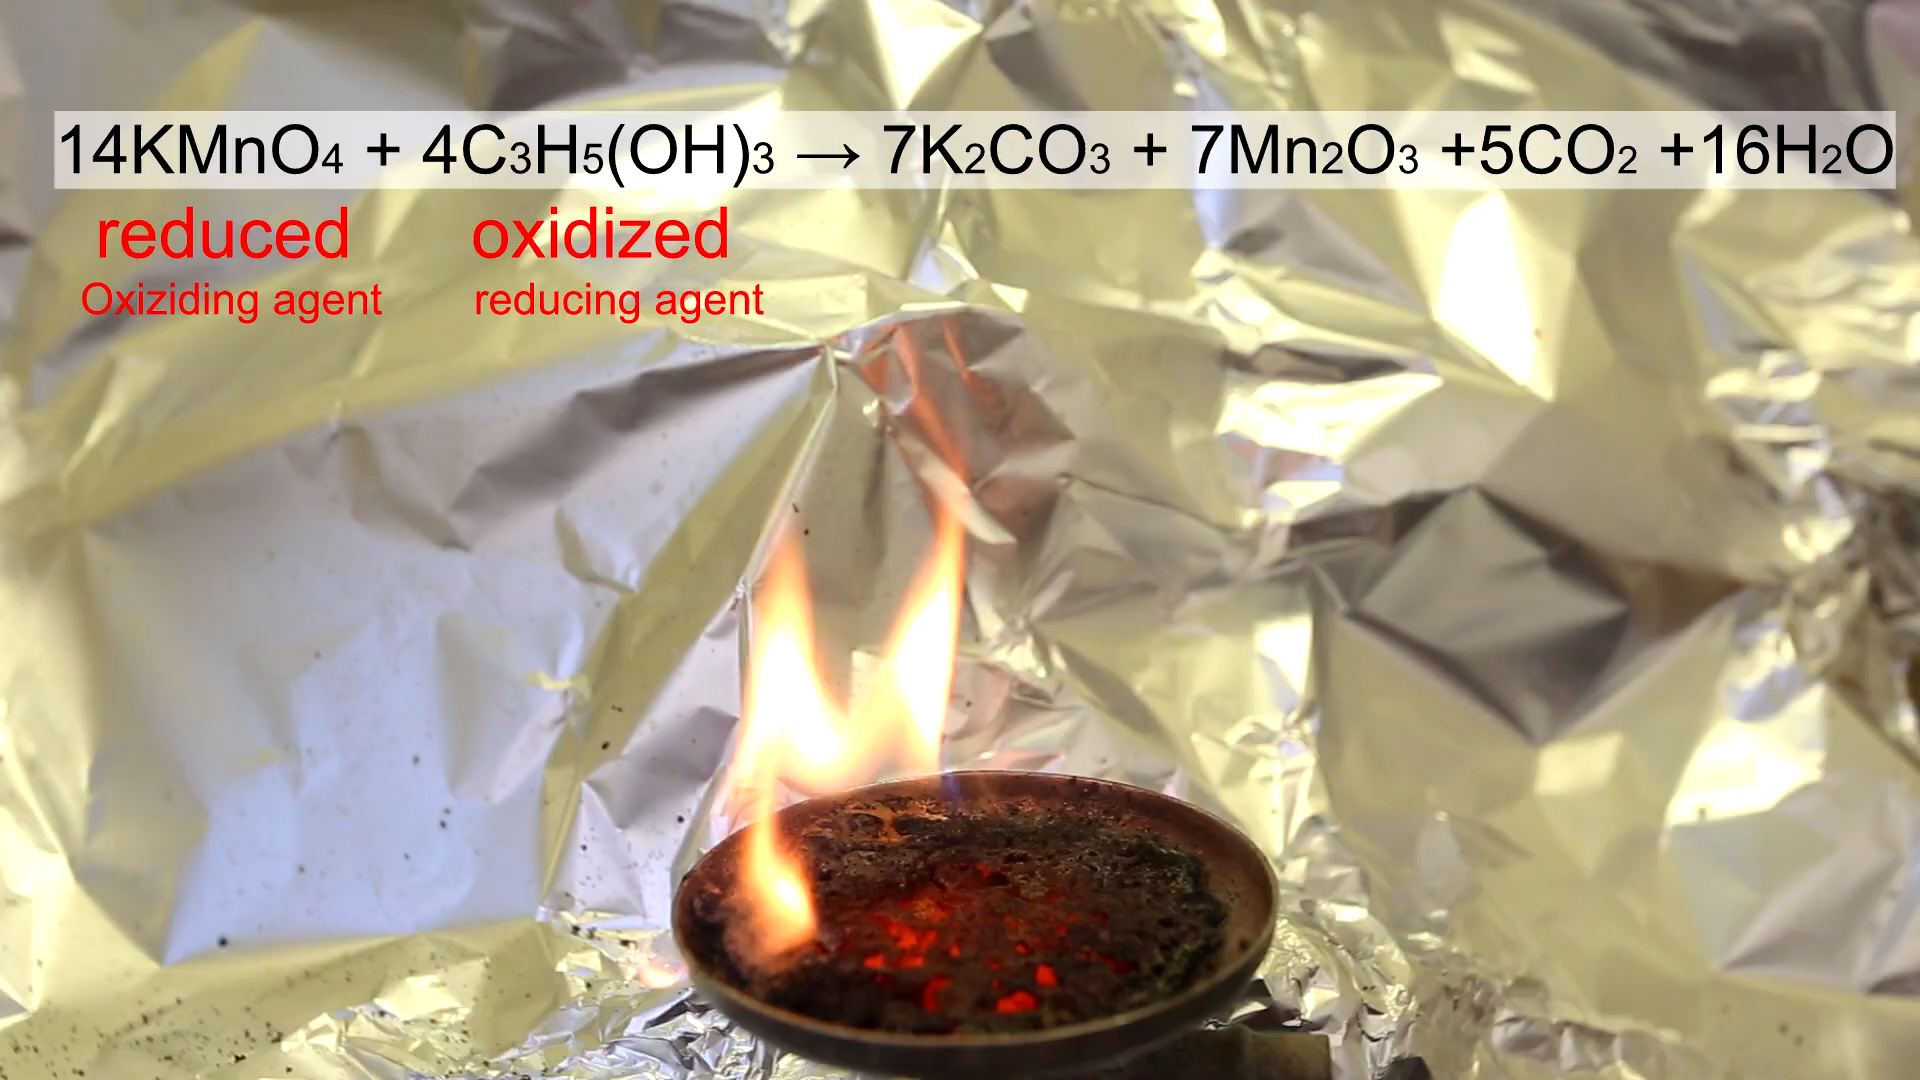 14KMnO4 + 4C3H5(OH)3 → 7K2CO3 + 7Mn2O3 +5CO2 +16H2O
reduced oxidized
Oxiziding agent reducing agent